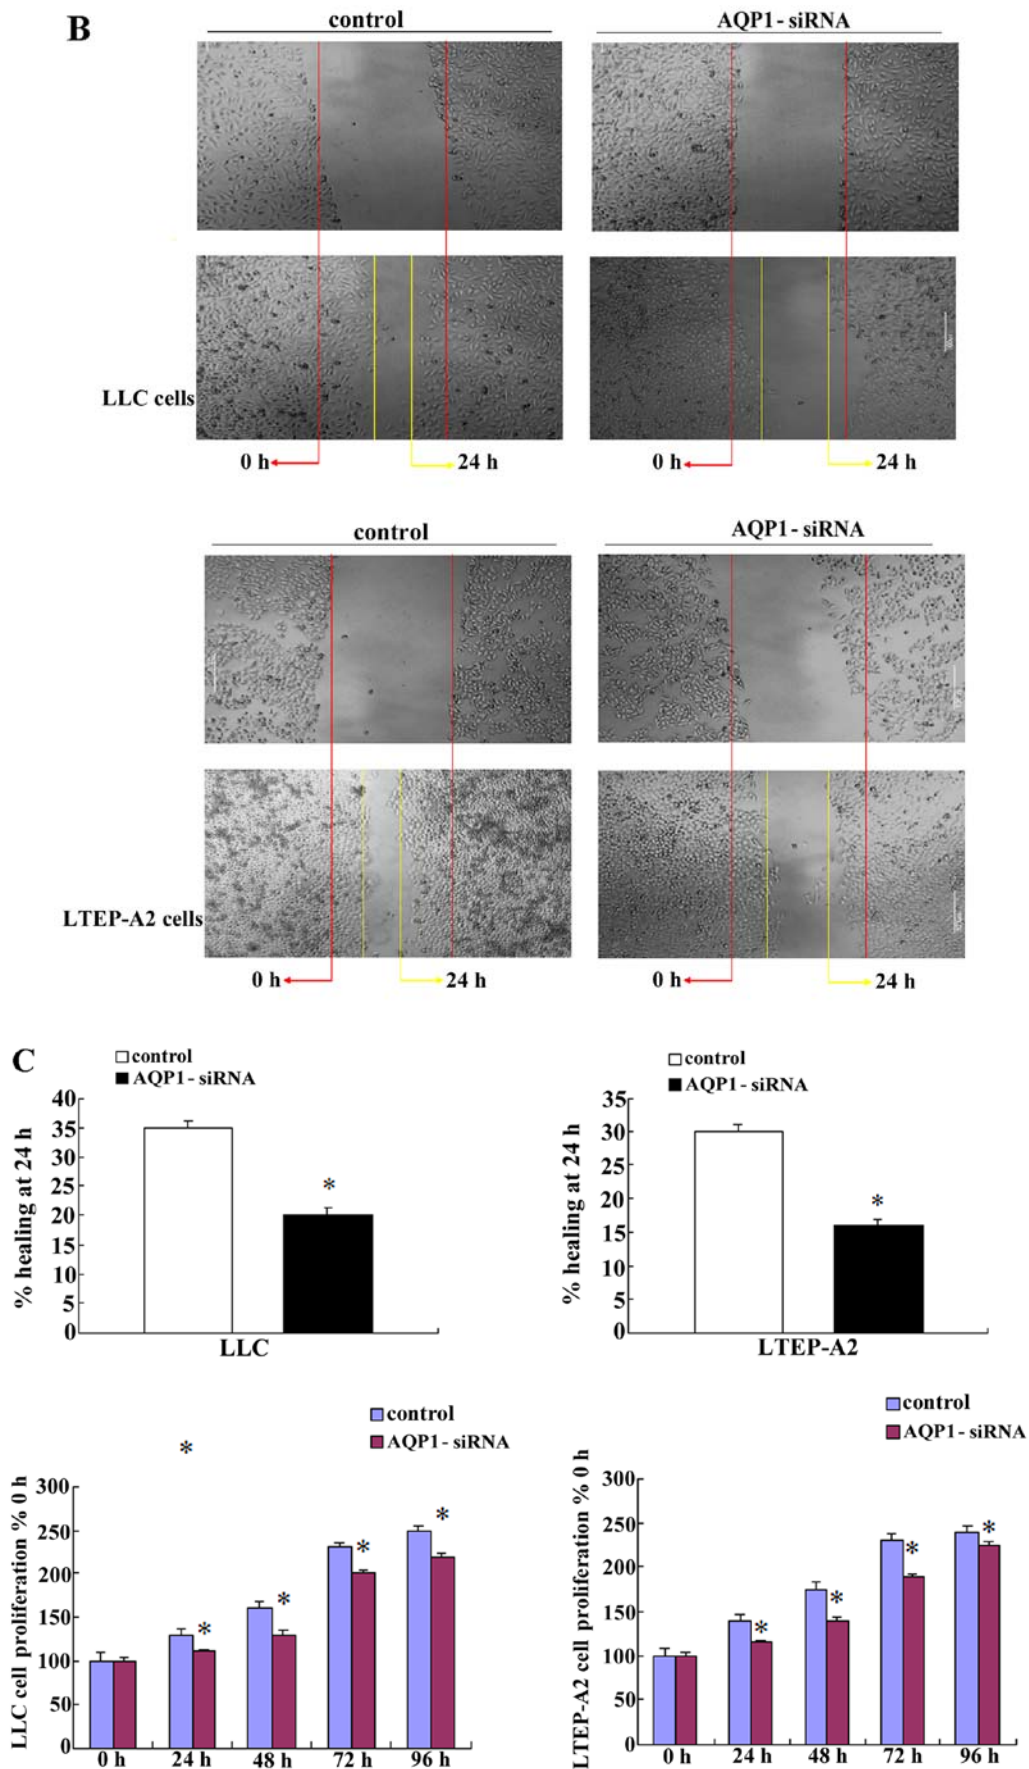 B
control
AQP1 - siRNA
LLC cells
0 h
24 h
0 h
24 h
control
AQP1 - siRNA
LTEP-A2 cells
0 h
24 h
0 h
24 h
C
control
AQP1 - siRNA
% healing at 24 h
40
35
30
25
20
15
10
5
0
*
LLC
control
AQP1 - siRNA
% healing at 24 h
35
30
25
20
15
10
5
0
*
LTEP-A2
control
AQP1 - siRNA
*
LLC cell proliferation % 0 h
300
250
200
150
100
50
0
*
*
*
*
0 h
24 h
48 h
72 h
96 h
control
AQP1 - siRNA
LTEP-A2 cell proliferation % 0 h
300
250
200
150
100
50
0
*
*
*
*
0 h
24 h
48 h
72 h
96 h